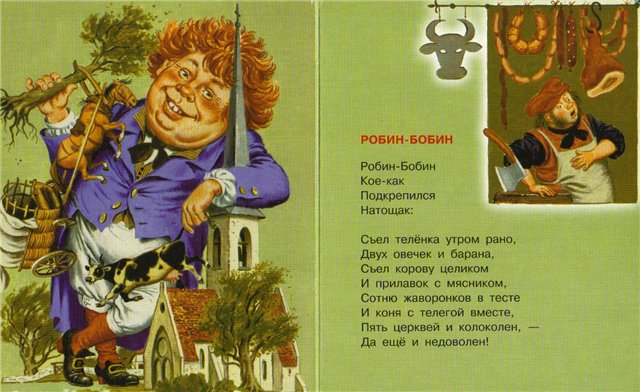 РОБИН-БОБИН
Робин-Бобин
Кое-как
Подкрепился
Натощак:
Съел телёнка утром рано,
Двух овечек и барана,
Съел корову целиком
И прилавок с мясником,
Сотню жаворонков в тесте
И коня с телегой вместе,
Пять церквей и колоколен, —
Да ещё и недоволен!